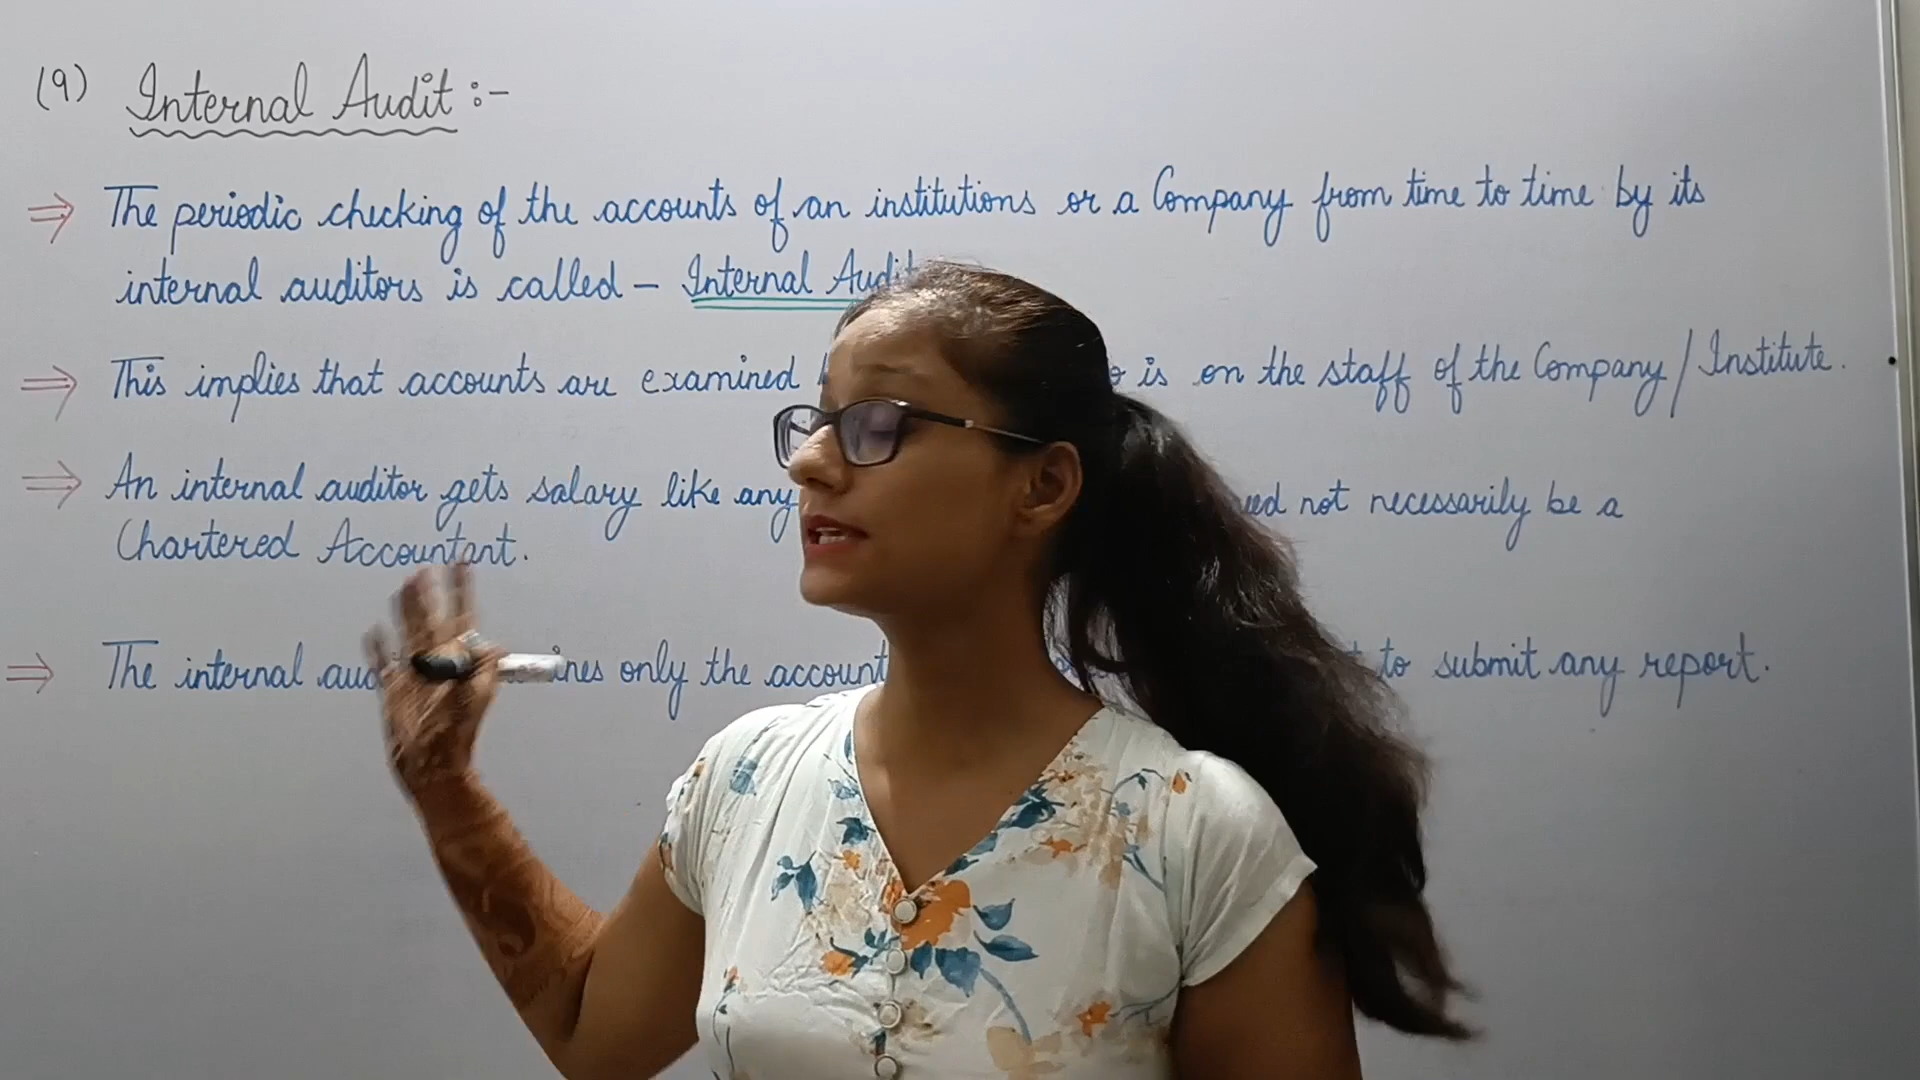 (9) Internal Audit :-
⇒ The periodic checking of the accounts of an institutions or a Company from time to time by its
internal auditors is called - Internal Audit
⇒ This implies that accounts are examined is on the staff of the Company / Institute.
⇒ An internal auditor gets salary like any not necessarily be a
Chartered Accountant.
⇒ The internal only the account to submit any report.